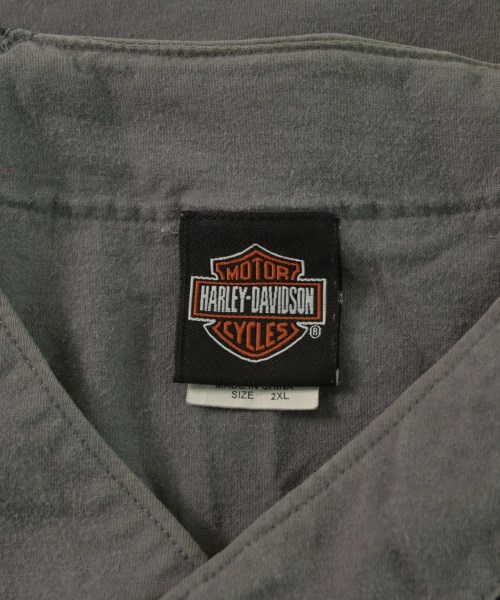 MOTOR
HARLEY-DAVIDSON
CYCLES
®
MADE IN CHINA
SIZE 2XL